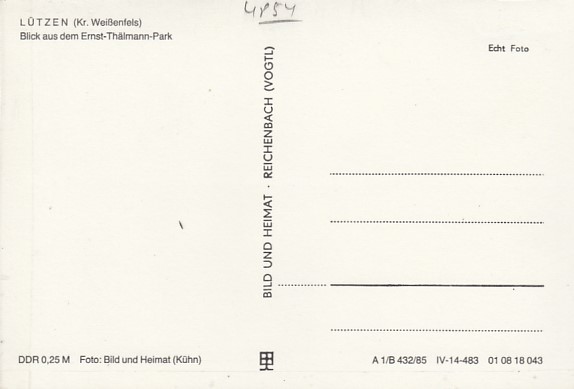 4854
LÜTZEN (Kr. Weißenfels)
Blick aus dem Ernst-Thälmann-Park
Echt Foto
BILD UND HEIMAT · REICHENBACH (VOGTL)
DDR 0,25 M Foto: Bild und Heimat (Kühn)
A 1/B 432/85 IV-14-483 01 08 18 043